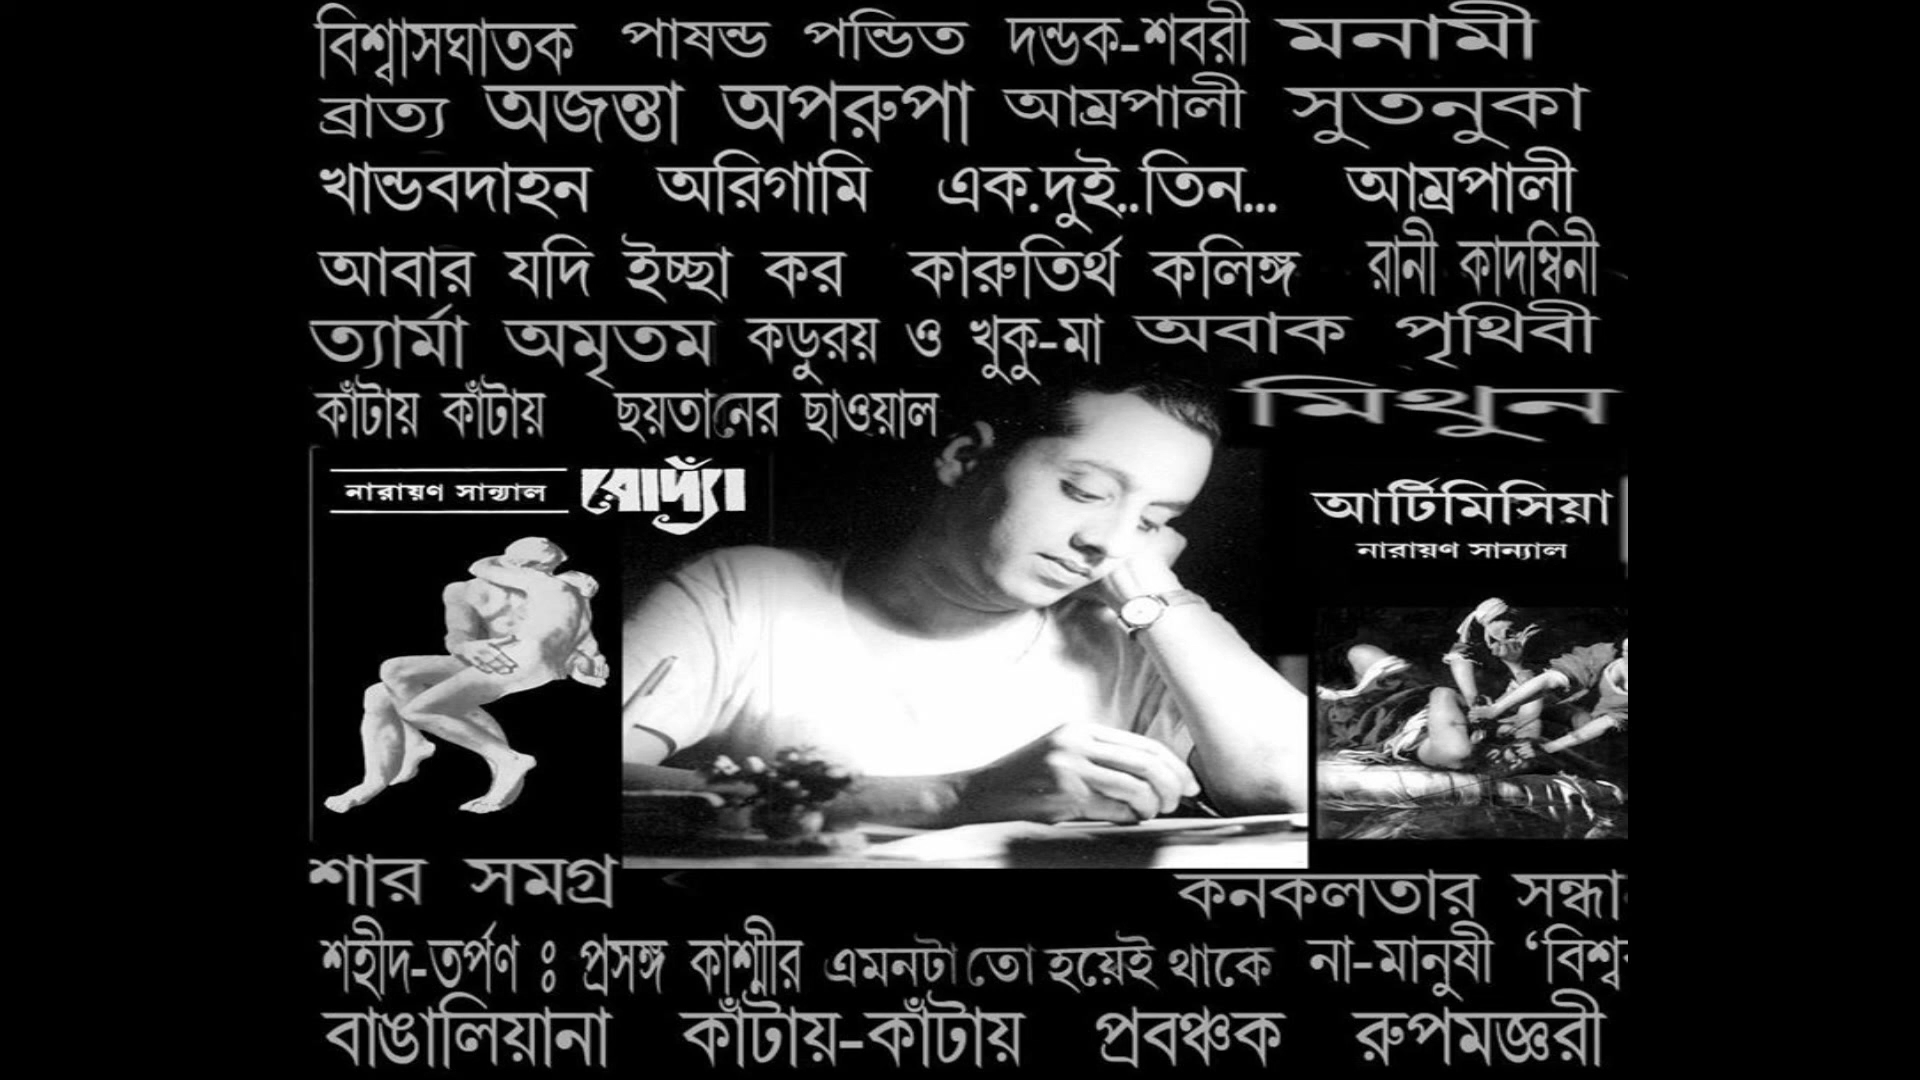 বিশ্বাসঘাতক পাষন্ড পন্ডিত দন্ডক-শবরী মনামী
ব্রাত্য অজন্তা অপরুপা আম্রপালী সুতনুকা
খান্ডবদাহন অরিগামি এক.দুই..তিন... আম্রপালী
আবার যদি ইচ্ছা কর কারুতির্থ কলিঙ্গ রানী কাদম্বিনী
ত্যার্মা অমৃতম কড়ুরয় ও খুকু-মা অবাক পৃথিবী
কাঁটায় কাঁটায় ছয়তানের ছাওয়াল মিথুন
নারায়ণ সান্যাল রোদ্যাঁ
আর্টিমিসিয়া
নারায়ণ সান্যাল
শার সমগ্র
কনকলতার সন্ধা
শহীদ-তর্পণ ঃ প্রসঙ্গ কাশ্মীর এমনটা তো হয়েই থাকে না-মানুষী ‘বিশ্ব
বাঙালিয়ানা কাঁটায়-কাঁটায় প্রবঞ্চক রুপমঞ্জরী